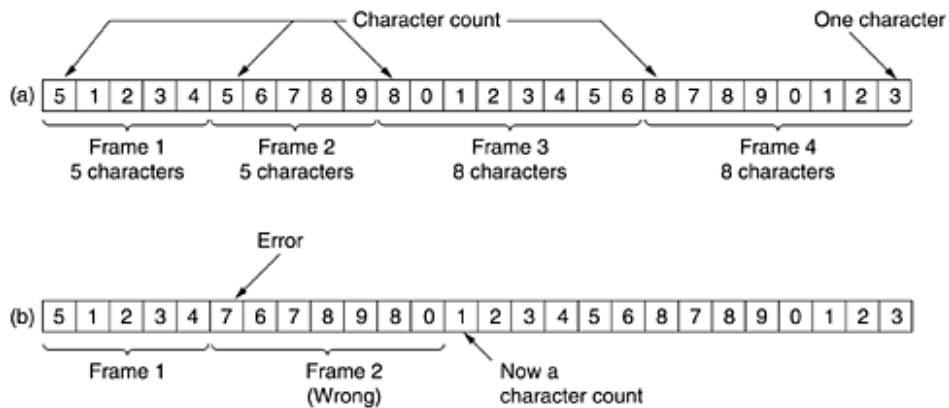 Character count
One character
(a) 5 1 2 3 4 5 6 7 8 9 8 0 1 2 3 4 5 6 8 7 8 9 0 1 2 3
Frame 1
5 characters
Frame 2
5 characters
Frame 3
8 characters
Frame 4
8 characters
Error
(b) 5 1 2 3 4 7 6 7 8 9 8 0 1 2 3 4 5 6 8 7 8 9 0 1 2 3
Frame 1
Frame 2
(Wrong)
Now a
character count